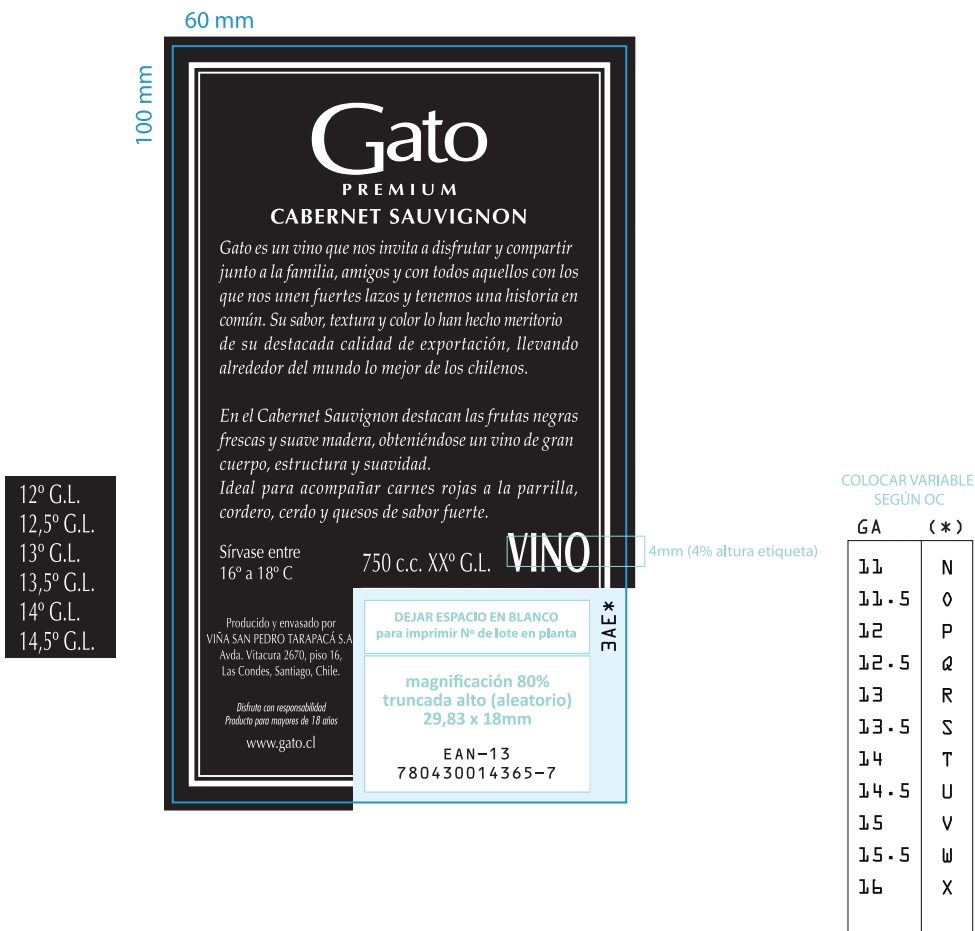 60 mm
100 mm
Gato
PREMIUM
CABERNET SAUVIGNON
Gato es un vino que nos invita a disfrutar y compartir
junto a la familia, amigos y con todos aquellos con los
que nos unen fuertes lazos y tenemos una historia en
común. Su sabor, textura y color lo han hecho meritorio
de su destacada calidad de exportación, llevando
alrededor del mundo lo mejor de los chilenos.
En el Cabernet Sauvignon destacan las frutas negras
frescas y suave madera, obteniéndose un vino de gran
cuerpo, estructura y suavidad.
Ideal para acompañar carnes rojas a la parrilla,
cordero, cerdo y quesos de sabor fuerte.
Sírvase entre
16º a 18º C
750 c.c. XXº G.L.
VINO
4mm (4% altura etiqueta)
Producido y envasado por
VIÑA SAN PEDRO TARAPACÁ S.A
Avda. Vitacura 2670, piso 16,
Las Condes, Santiago, Chile.
Disfruta con responsabilidad
Producto para mayores de 18 años
www.gato.cl
DEJAR ESPACIO EN BLANCO
para imprimir Nº de lote en planta
3AE*
magnificación 80%
truncada alto (aleatorio)
29,83 x 18mm
EAN-13
780430014365-7
12º G.L.
12,5º G.L.
13º G.L.
13,5º G.L.
14º G.L.
14,5º G.L.
COLOCAR VARIABLE
SEGÚN OC
GA (*)
11 N
11.5 O
12 P
12.5 Q
13 R
13.5 S
14 T
14.5 U
15 V
15.5 W
16 X